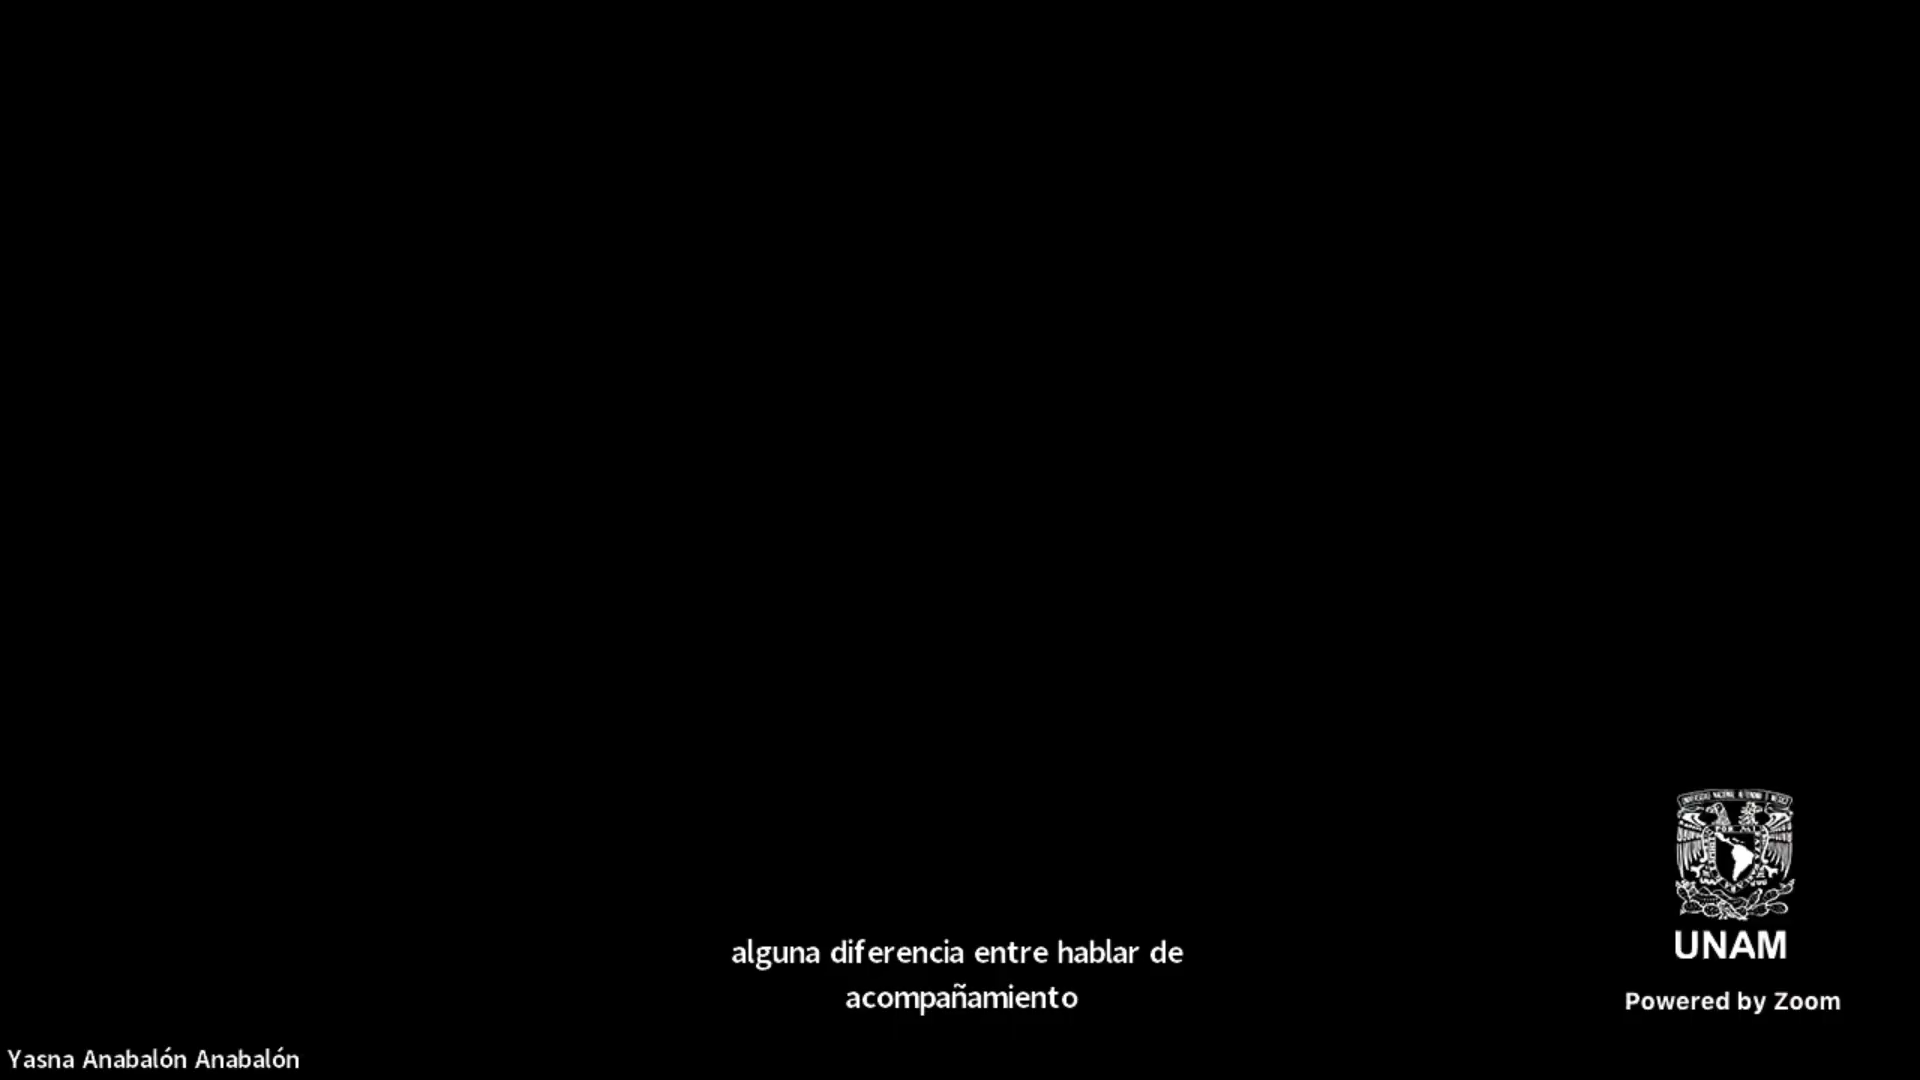 alguna diferencia entre hablar de
acompañamiento
UNAM
Powered by Zoom
Yasna Anabalón Anabalón